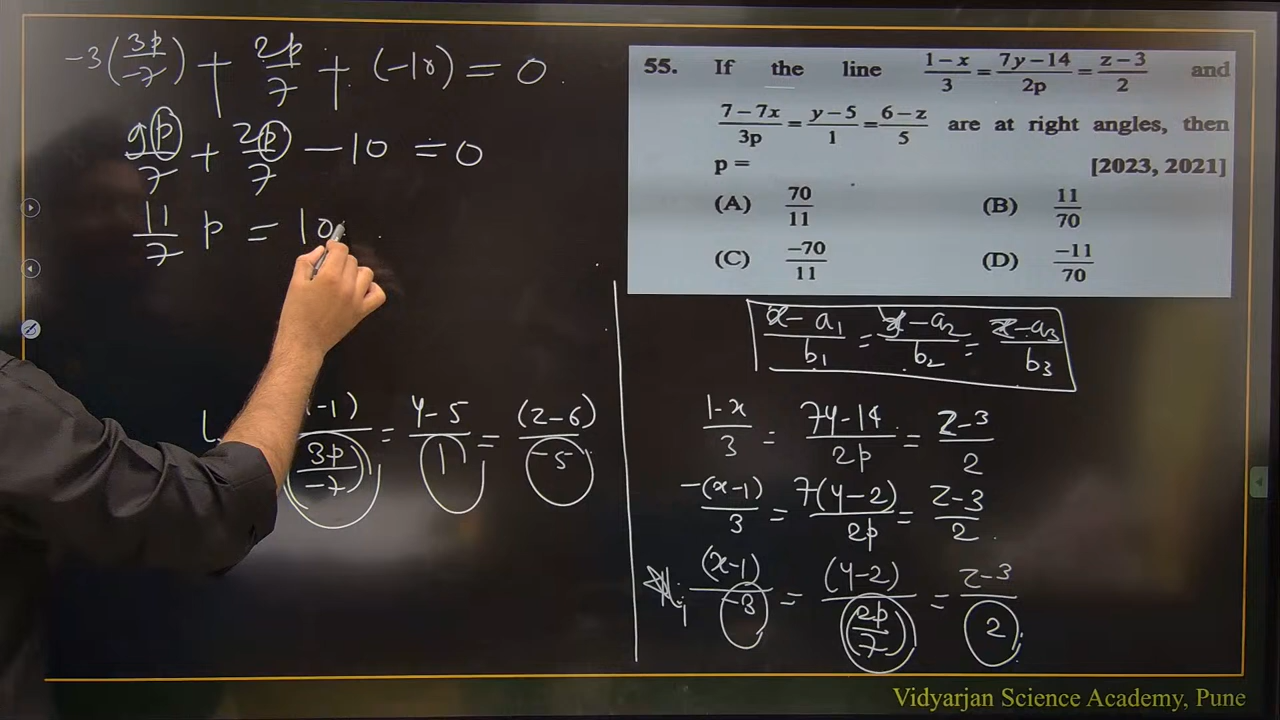 -3(3p/-7) + 2p/7 + (-10) = 0
9p/7 + 2p/7 - 10 = 0
11/7 p = 10
(-1)/(3p/-7) = y-5/1 = (z-6)/-5
55. If the line 1-x/3 = 7y-14/2p = z-3/2 and
7-7x/3p = y-5/1 = 6-z/5 are at right angles, then
p = [2023, 2021]
(A) 70/11 (B) 11/70
(C) -70/11 (D) -11/70
x-a1/b1 = y-a2/b2 = z-a3/b3
1-x/3 = 7y-14/2p = z-3/2
-(x-1)/3 = 7(y-2)/2p = z-3/2
(x-1)/-3 = (y-2)/(2p/7) = z-3/2
Vidyarjan Science Academy, Pune